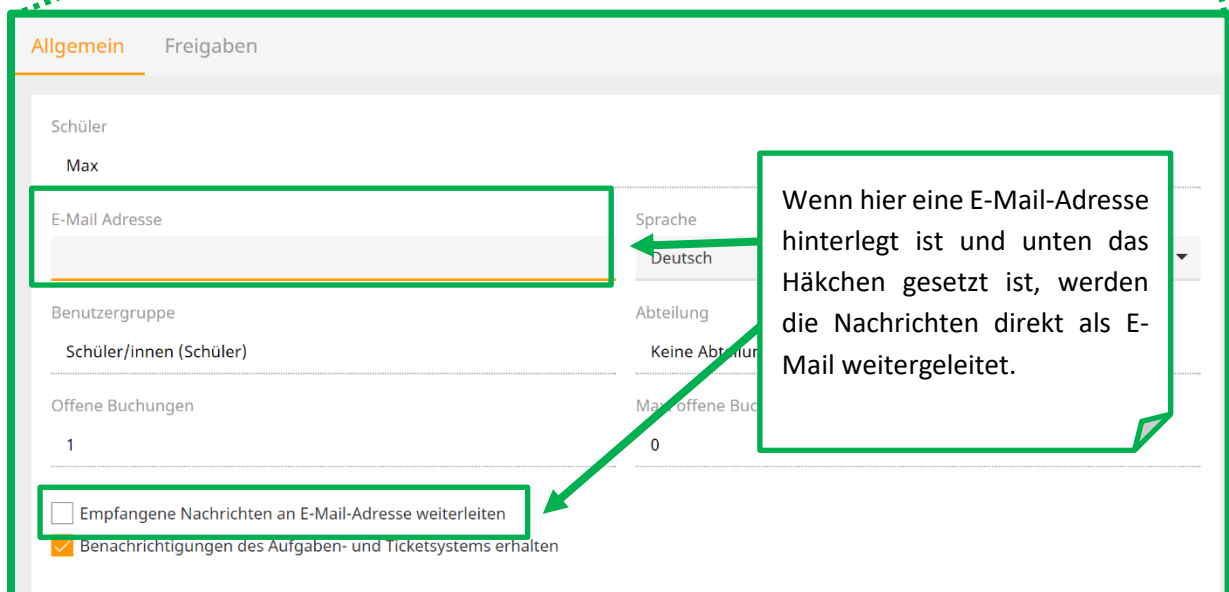 Allgemein Freigaben
Schüler
Max
E-Mail Adresse
Sprache
Deutsch
Benutzergruppe
Schüler/innen (Schüler)
Abteilung
Keine
Offene Buchungen
1
offene
0
Empfangene Nachrichten an E-Mail-Adresse weiterleiten
Benachrichtigungen des Aufgaben- und Ticketsystems erhalten
Wenn hier eine E-Mail-Adresse
hinterlegt ist und unten das
Häkchen gesetzt ist, werden
die Nachrichten direkt als E-
Mail weitergeleitet.